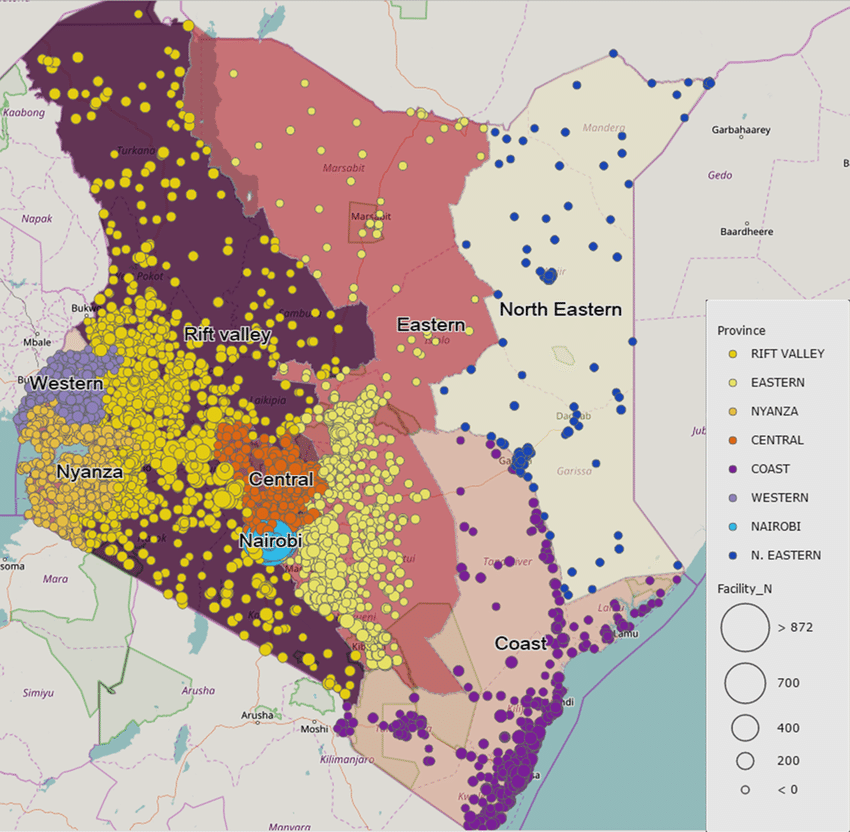 Kaabong
Turkana
Mandera
Garbahaarey
Gedo
Marsabit
Napak
Marsabit
Baardheere
Pokot
Bukw
North Eastern
Mbale
Rift valley
Eastern
Western
Laikipia
Nyanza
Central
Garissa
Nairobi
soma
Mara
Coast
Lamu
Simiyu
Arusha
Arusha
Moshi
Kilimanjaro
Manyara
Province
RIFT VALLEY
EASTERN
NYANZA
CENTRAL
COAST
WESTERN
NAIROBI
N. EASTERN
Facility_N
> 872
700
400
200
< 0